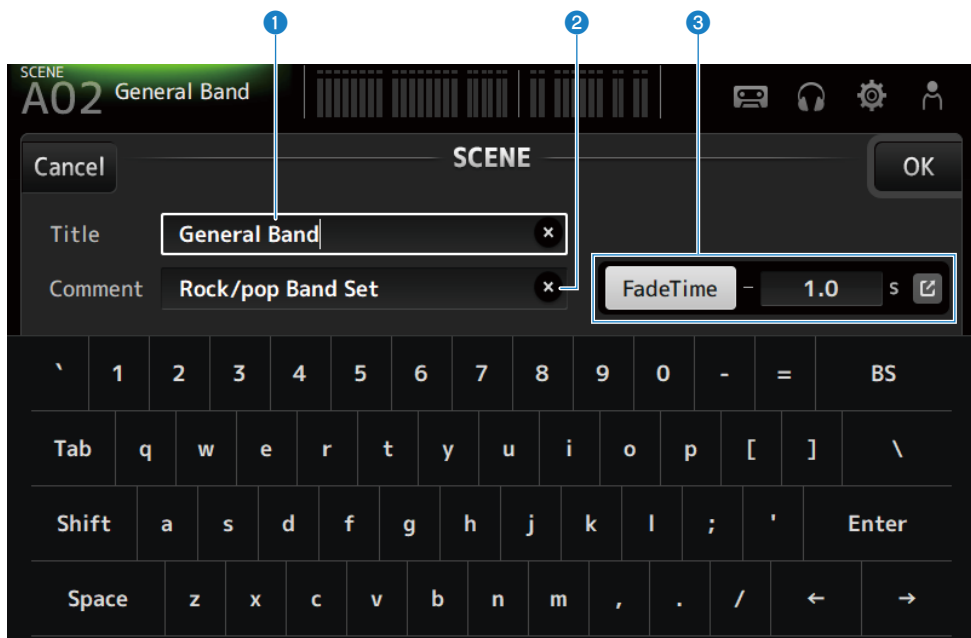 1 2 3
SCENE
A02 General Band
Cancel SCENE OK
Title General Band ×
Comment Rock/pop Band Set × FadeTime – 1.0 s
` 1 2 3 4 5 6 7 8 9 0 - = BS
Tab q w e r t y u i o p [ ] \
Shift a s d f g h j k l ; ' Enter
Space z x c v b n m , . / ← →